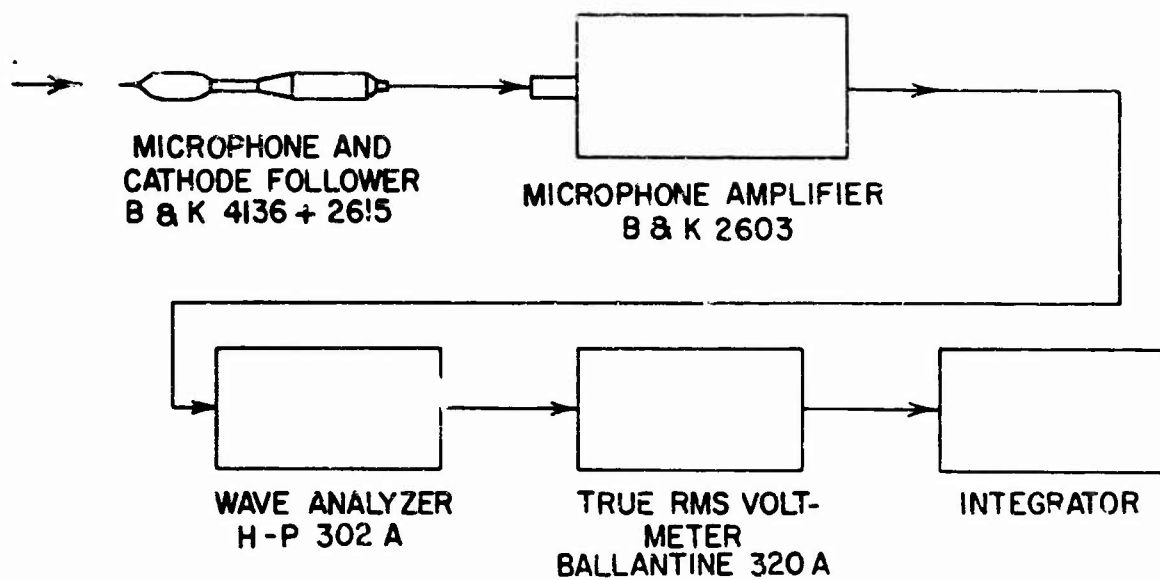 MICROPHONE AND
CATHODE FOLLOWER
B & K 4136 + 2615
MICROPHONE AMPLIFIER
B & K 2603
WAVE ANALYZER
H-P 302 A
TRUE RMS VOLT-
METER
BALLANTINE 320 A
INTEGRATOR